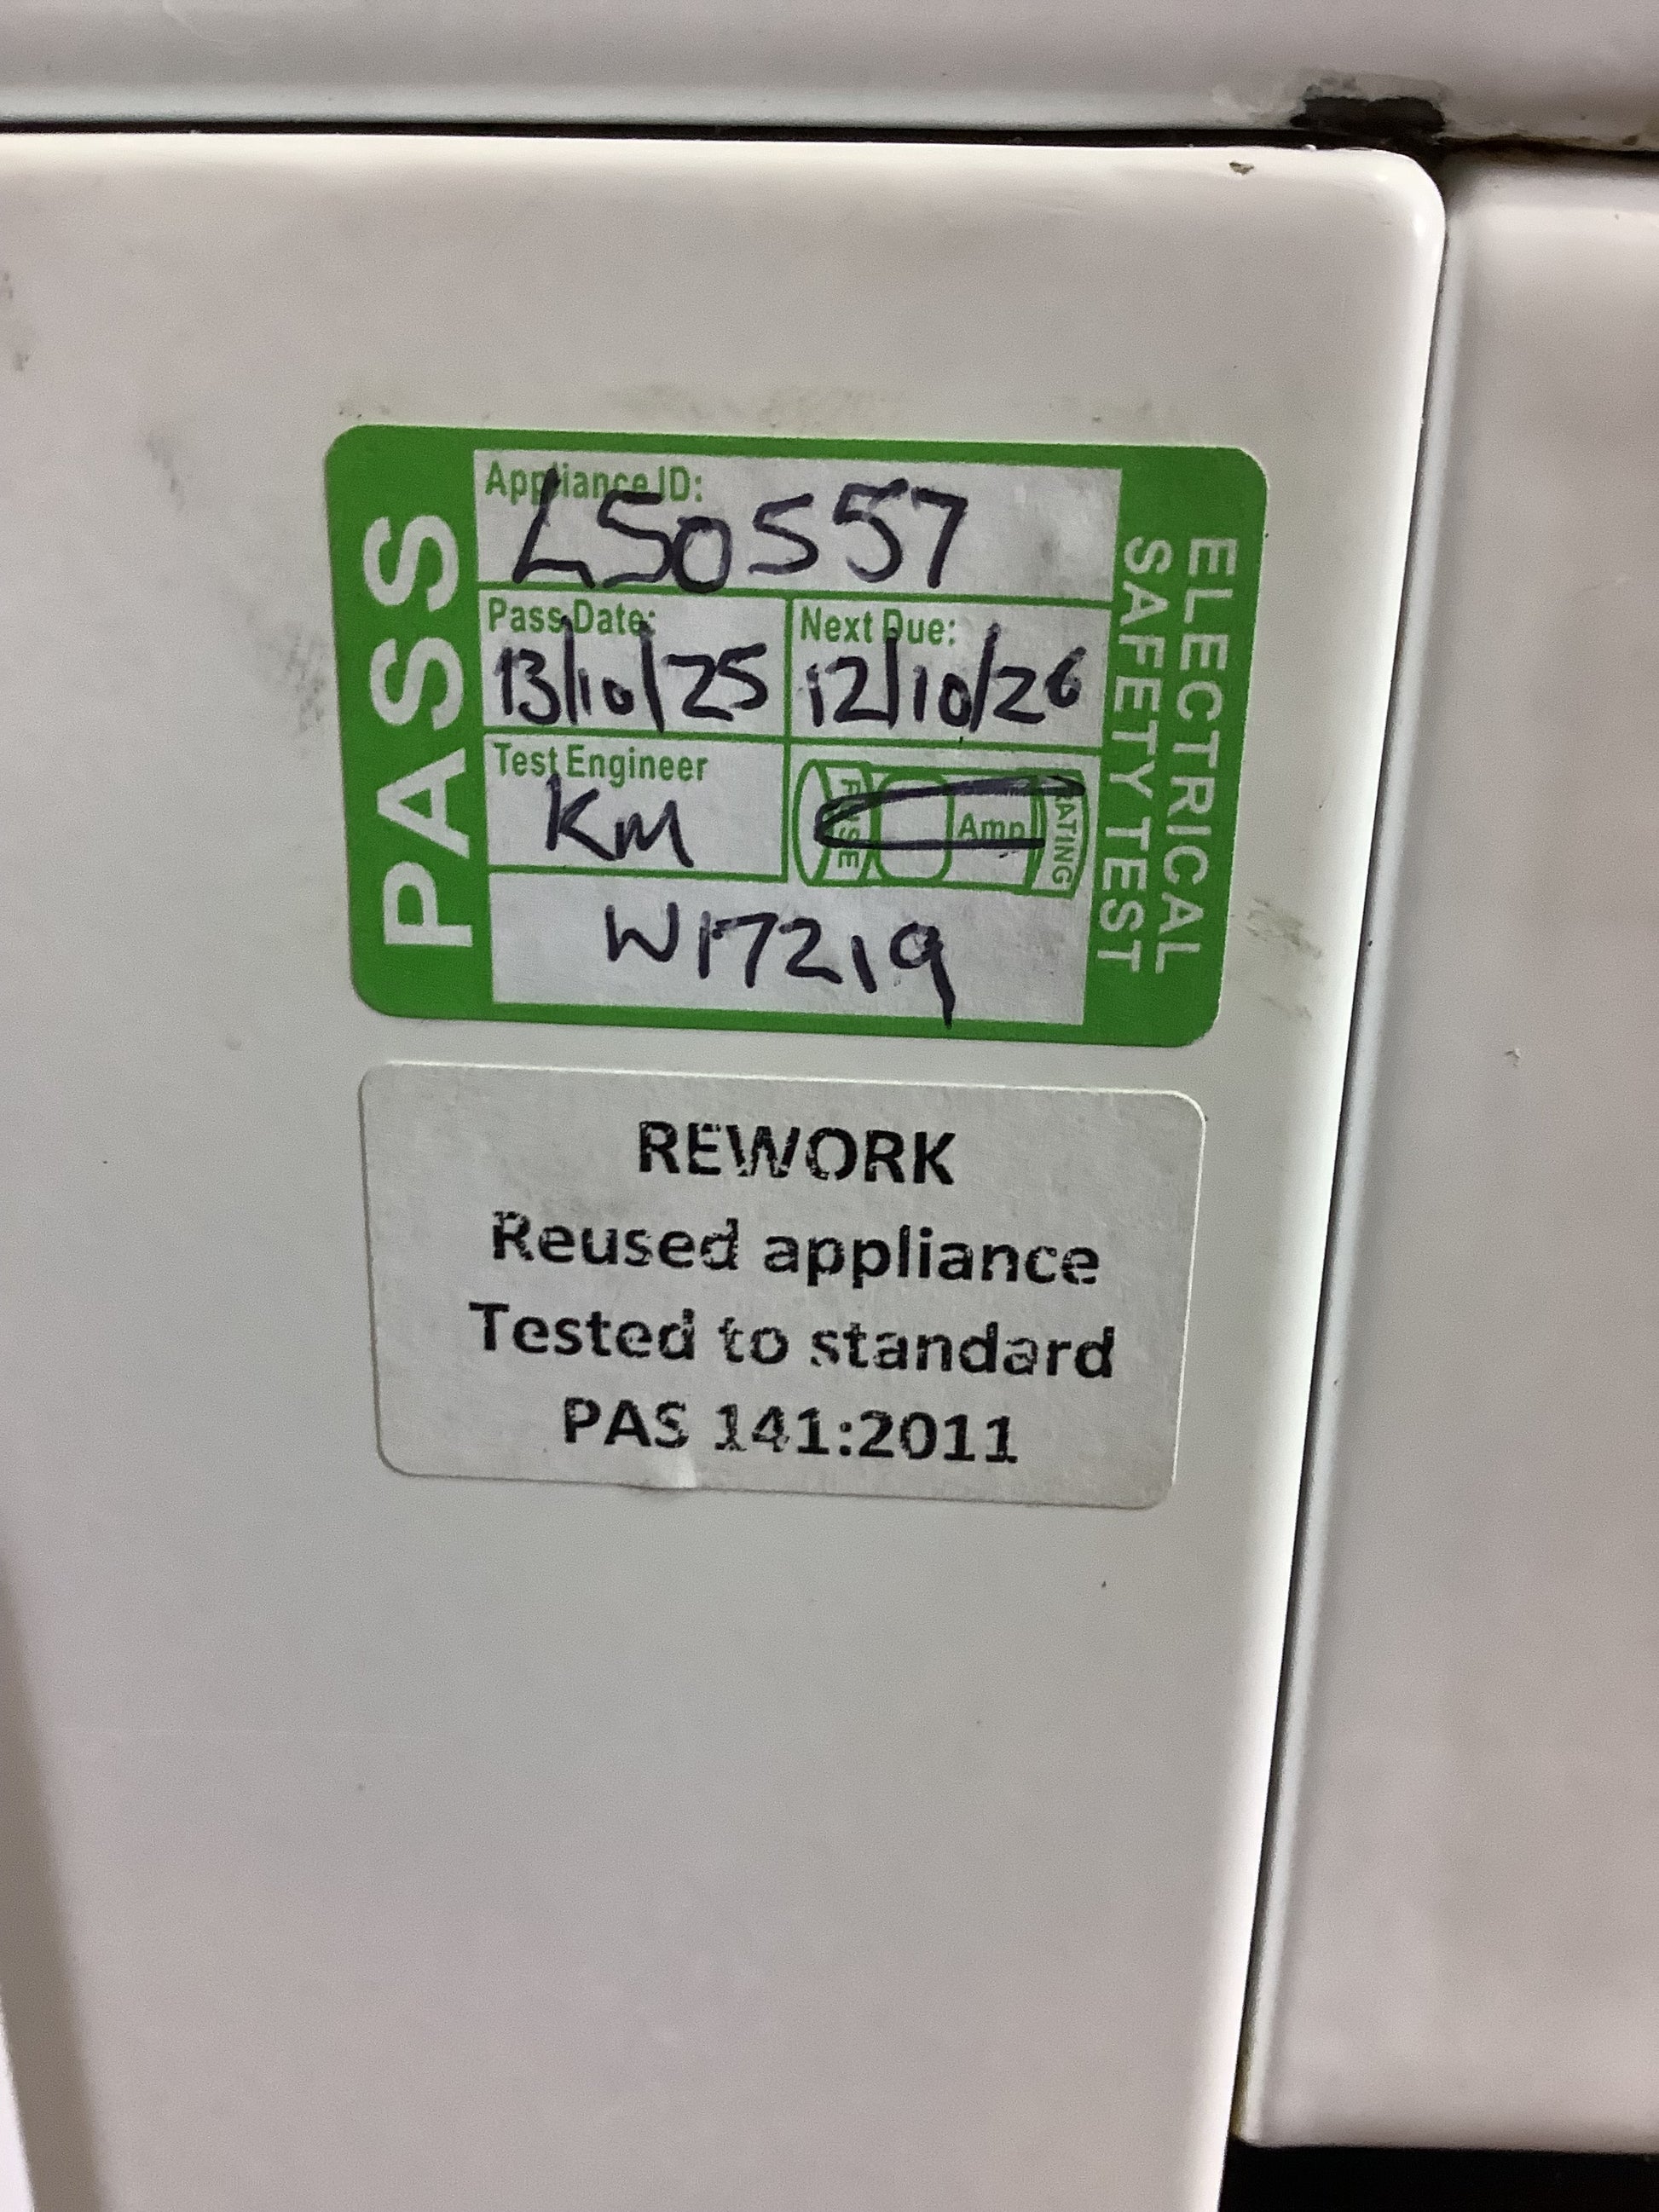 PASS
Appliance ID:
L50557
Pass Date:
13/10/25
Next Due:
12/10/26
Test Engineer
KM
FUSE
Amp
RATING
W17219
ELECTRICAL
SAFETY TEST
REWORK
Reused appliance
Tested to standard
PAS 141:2011